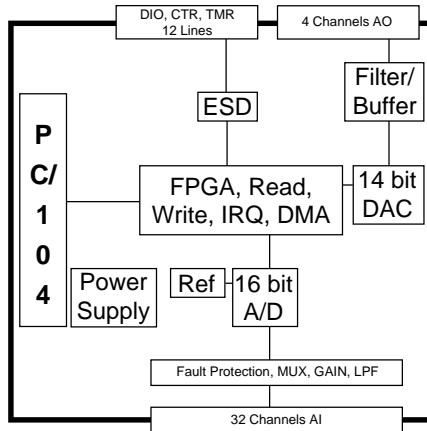 DIO, CTR, TMR
12 Lines
4 Channels AO
Filter/
Buffer
ESD
P
C/
1
0
4
FPGA, Read,
Write, IRQ, DMA
14 bit
DAC
Power
Supply
Ref
16 bit
A/D
Fault Protection, MUX, GAIN, LPF
32 Channels AI